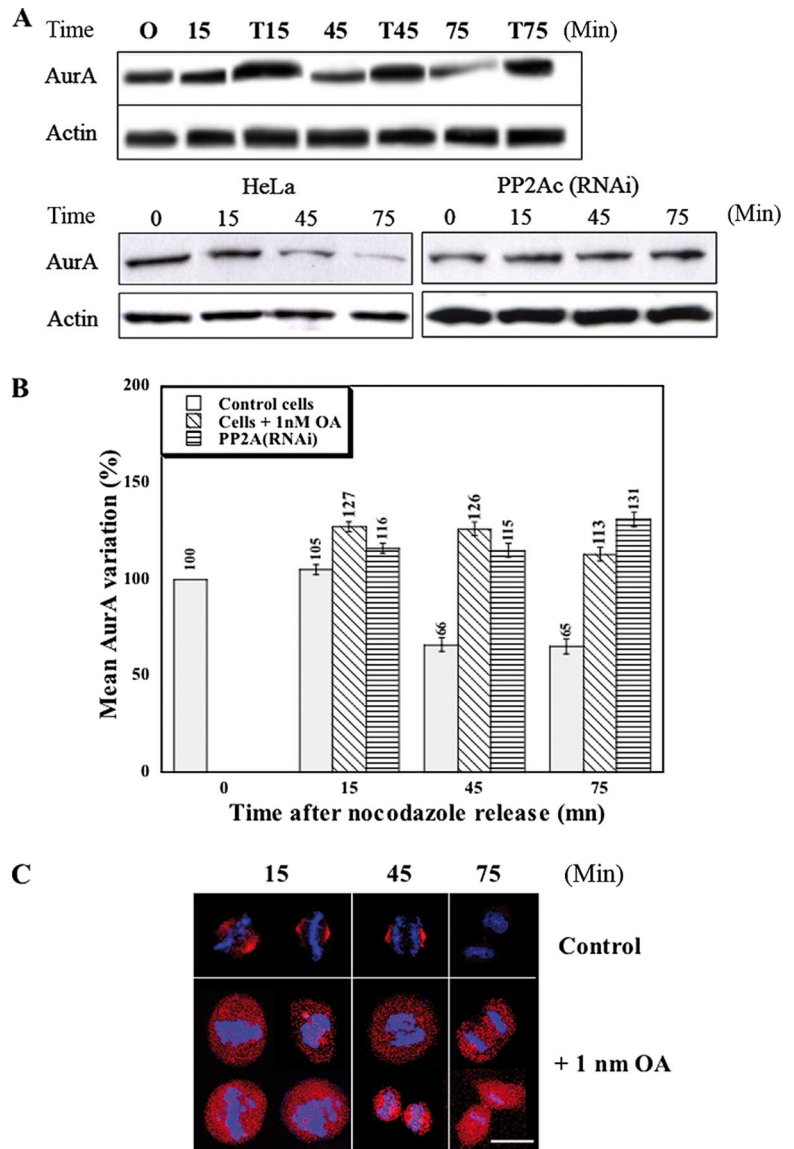 A
Time O 15 T15 45 T45 75 T75 (Min)
AurA
Actin
HeLa PP2Ac (RNAi)
Time 0 15 45 75 0 15 45 75 (Min)
AurA
Actin
B
200
Control cells
Cells + 1nM OA
PP2A(RNAi)
150
127
126
131
116
115
113
100
100
105
66
65
50
0
Mean AurA variation (%)
0 15 45 75
Time after nocodazole release (mn)
C
15 45 75 (Min)
Control
+ 1 nm OA